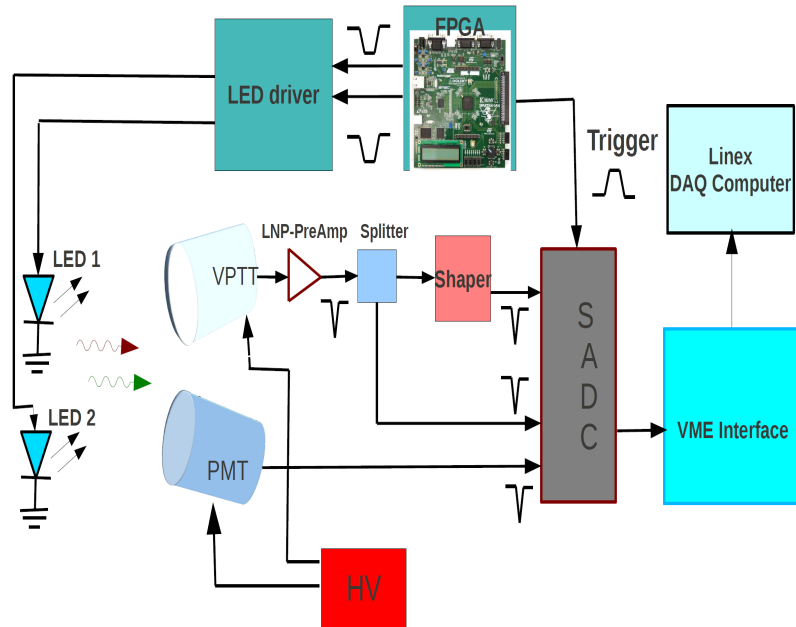 FPGA
LED driver
Trigger
Linex
DAQ Computer
LNP-PreAmp
Splitter
LED 1
VPTT
Shaper
S
A
D
C
LED 2
VME Interface
PMT
HV